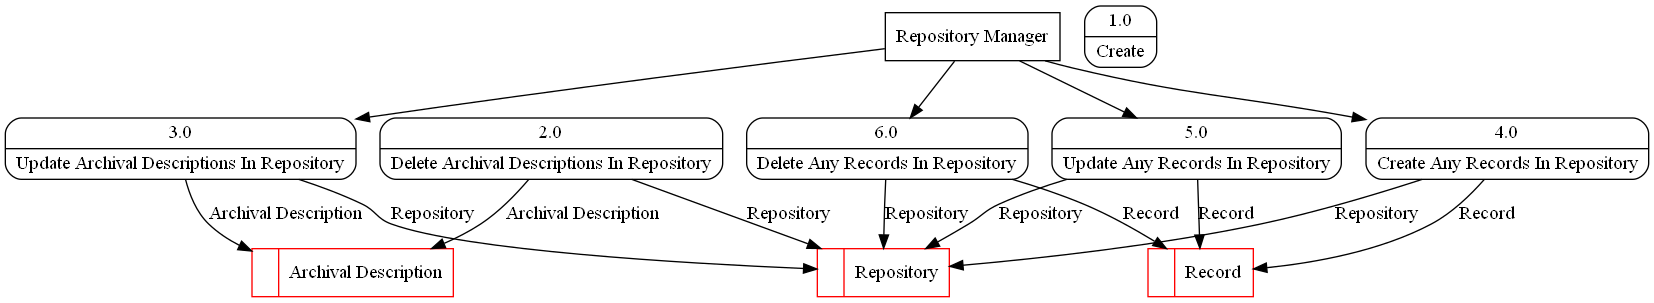 Repository Manager
1.0
Create
3.0
Update Archival Descriptions In Repository
2.0
Delete Archival Descriptions In Repository
6.0
Delete Any Records In Repository
5.0
Update Any Records In Repository
4.0
Create Any Records In Repository
Archival Description
Repository
Archival Description
Repository
Repository
Repository
Record
Record
Repository
Record
Archival Description
Repository
Record